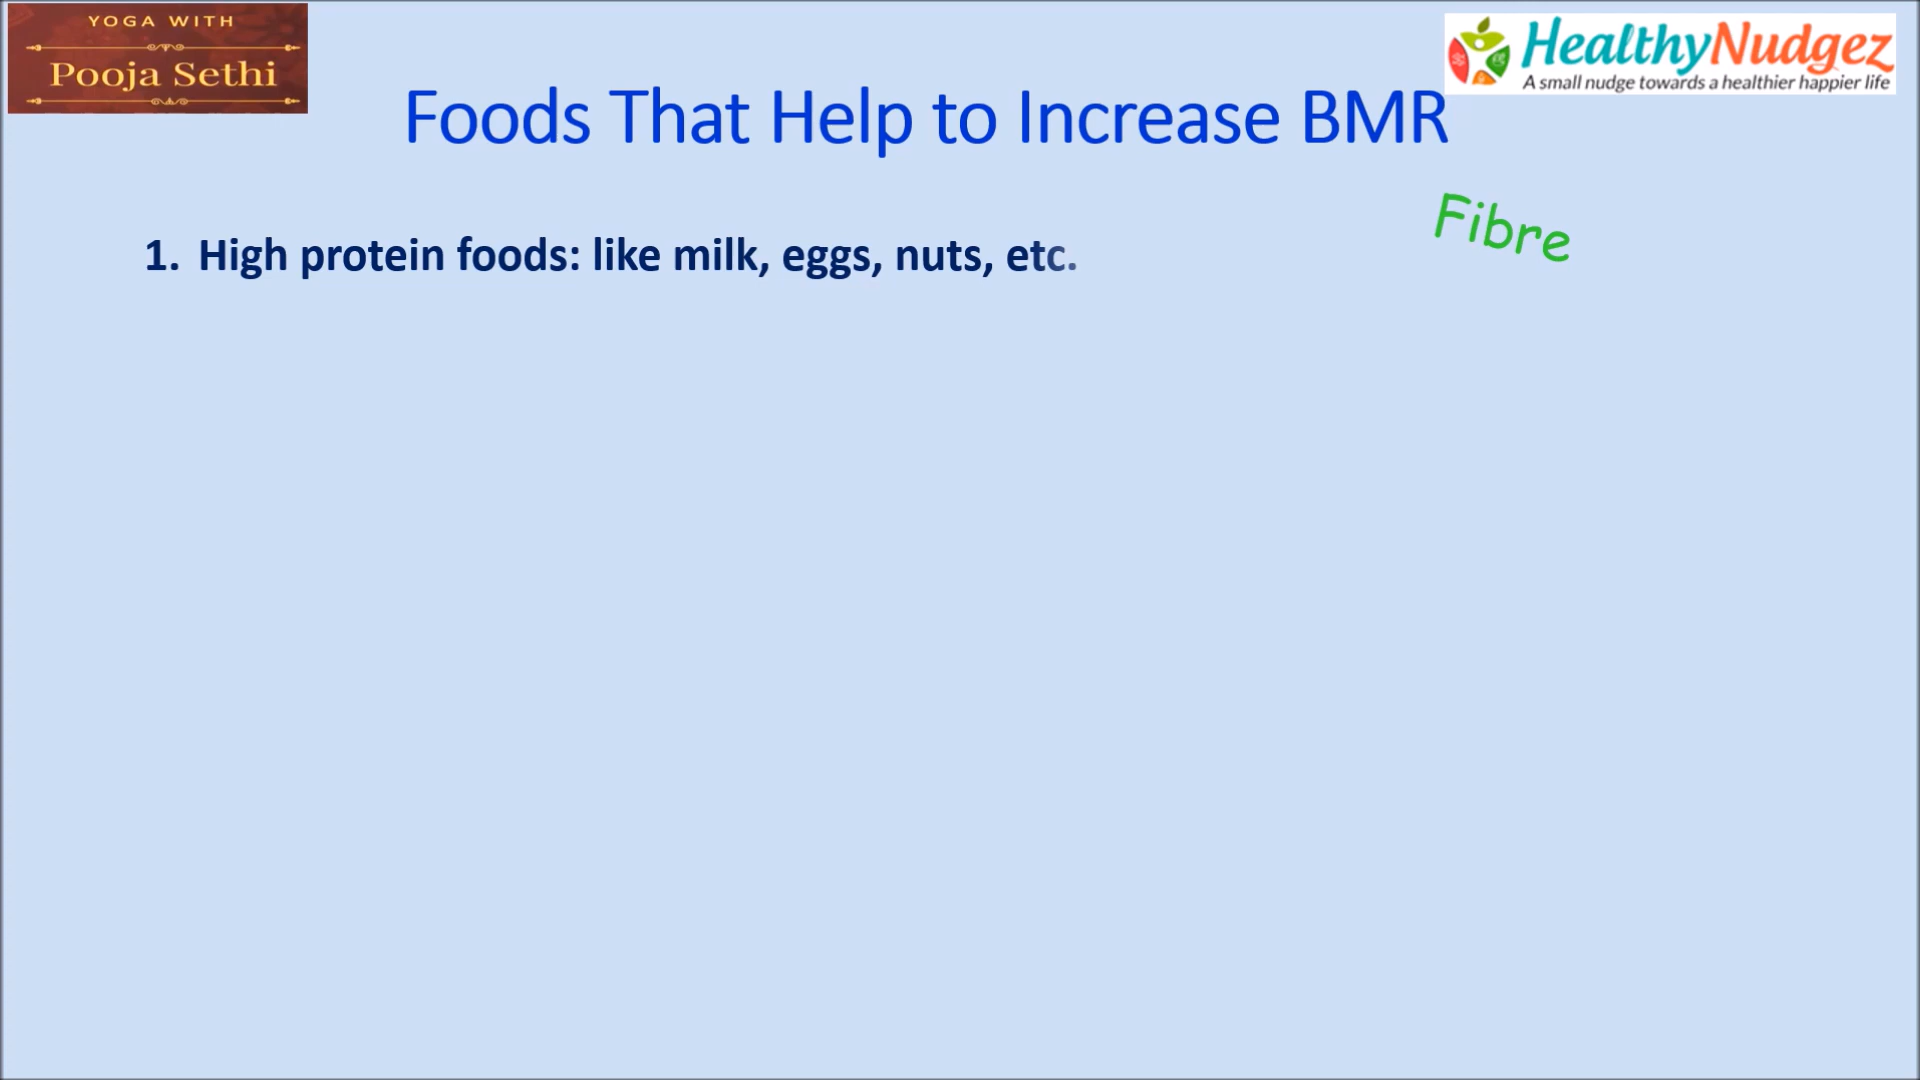 YOGA WITH
Pooja Sethi
HealthyNudgez
A small nudge towards a healthier happier life
Foods That Help to Increase BMR
Fibre
1. High protein foods: like milk, eggs, nuts, etc.